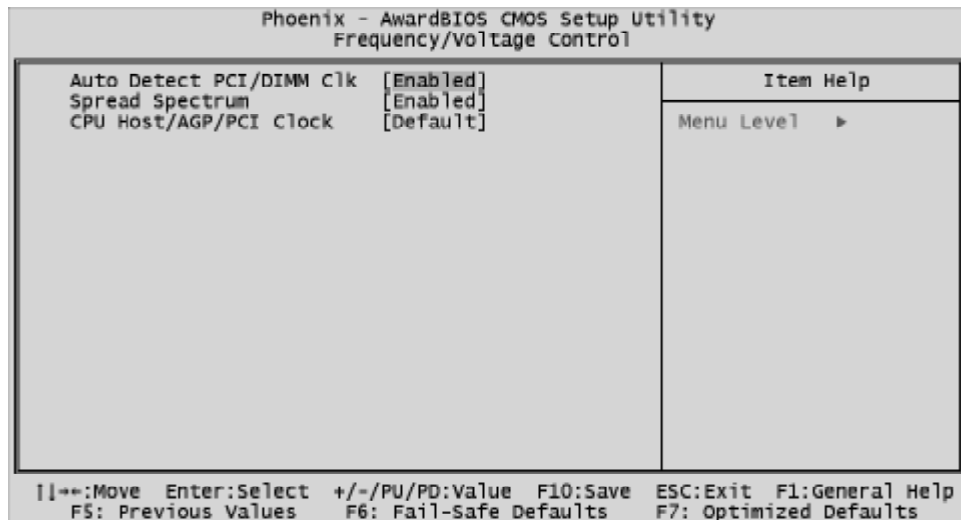 Phoenix - AwardBIOS CMOS Setup Utility
Frequency/Voltage Control
Auto Detect PCI/DIMM Clk [Enabled]
Spread Spectrum [Enabled]
CPU Host/AGP/PCI Clock [Default]
Item Help
Menu Level ►
↑↓→←:Move Enter:Select +/-/PU/PD:Value F10:Save ESC:Exit F1:General Help
F5: Previous Values F6: Fail-Safe Defaults F7: Optimized Defaults